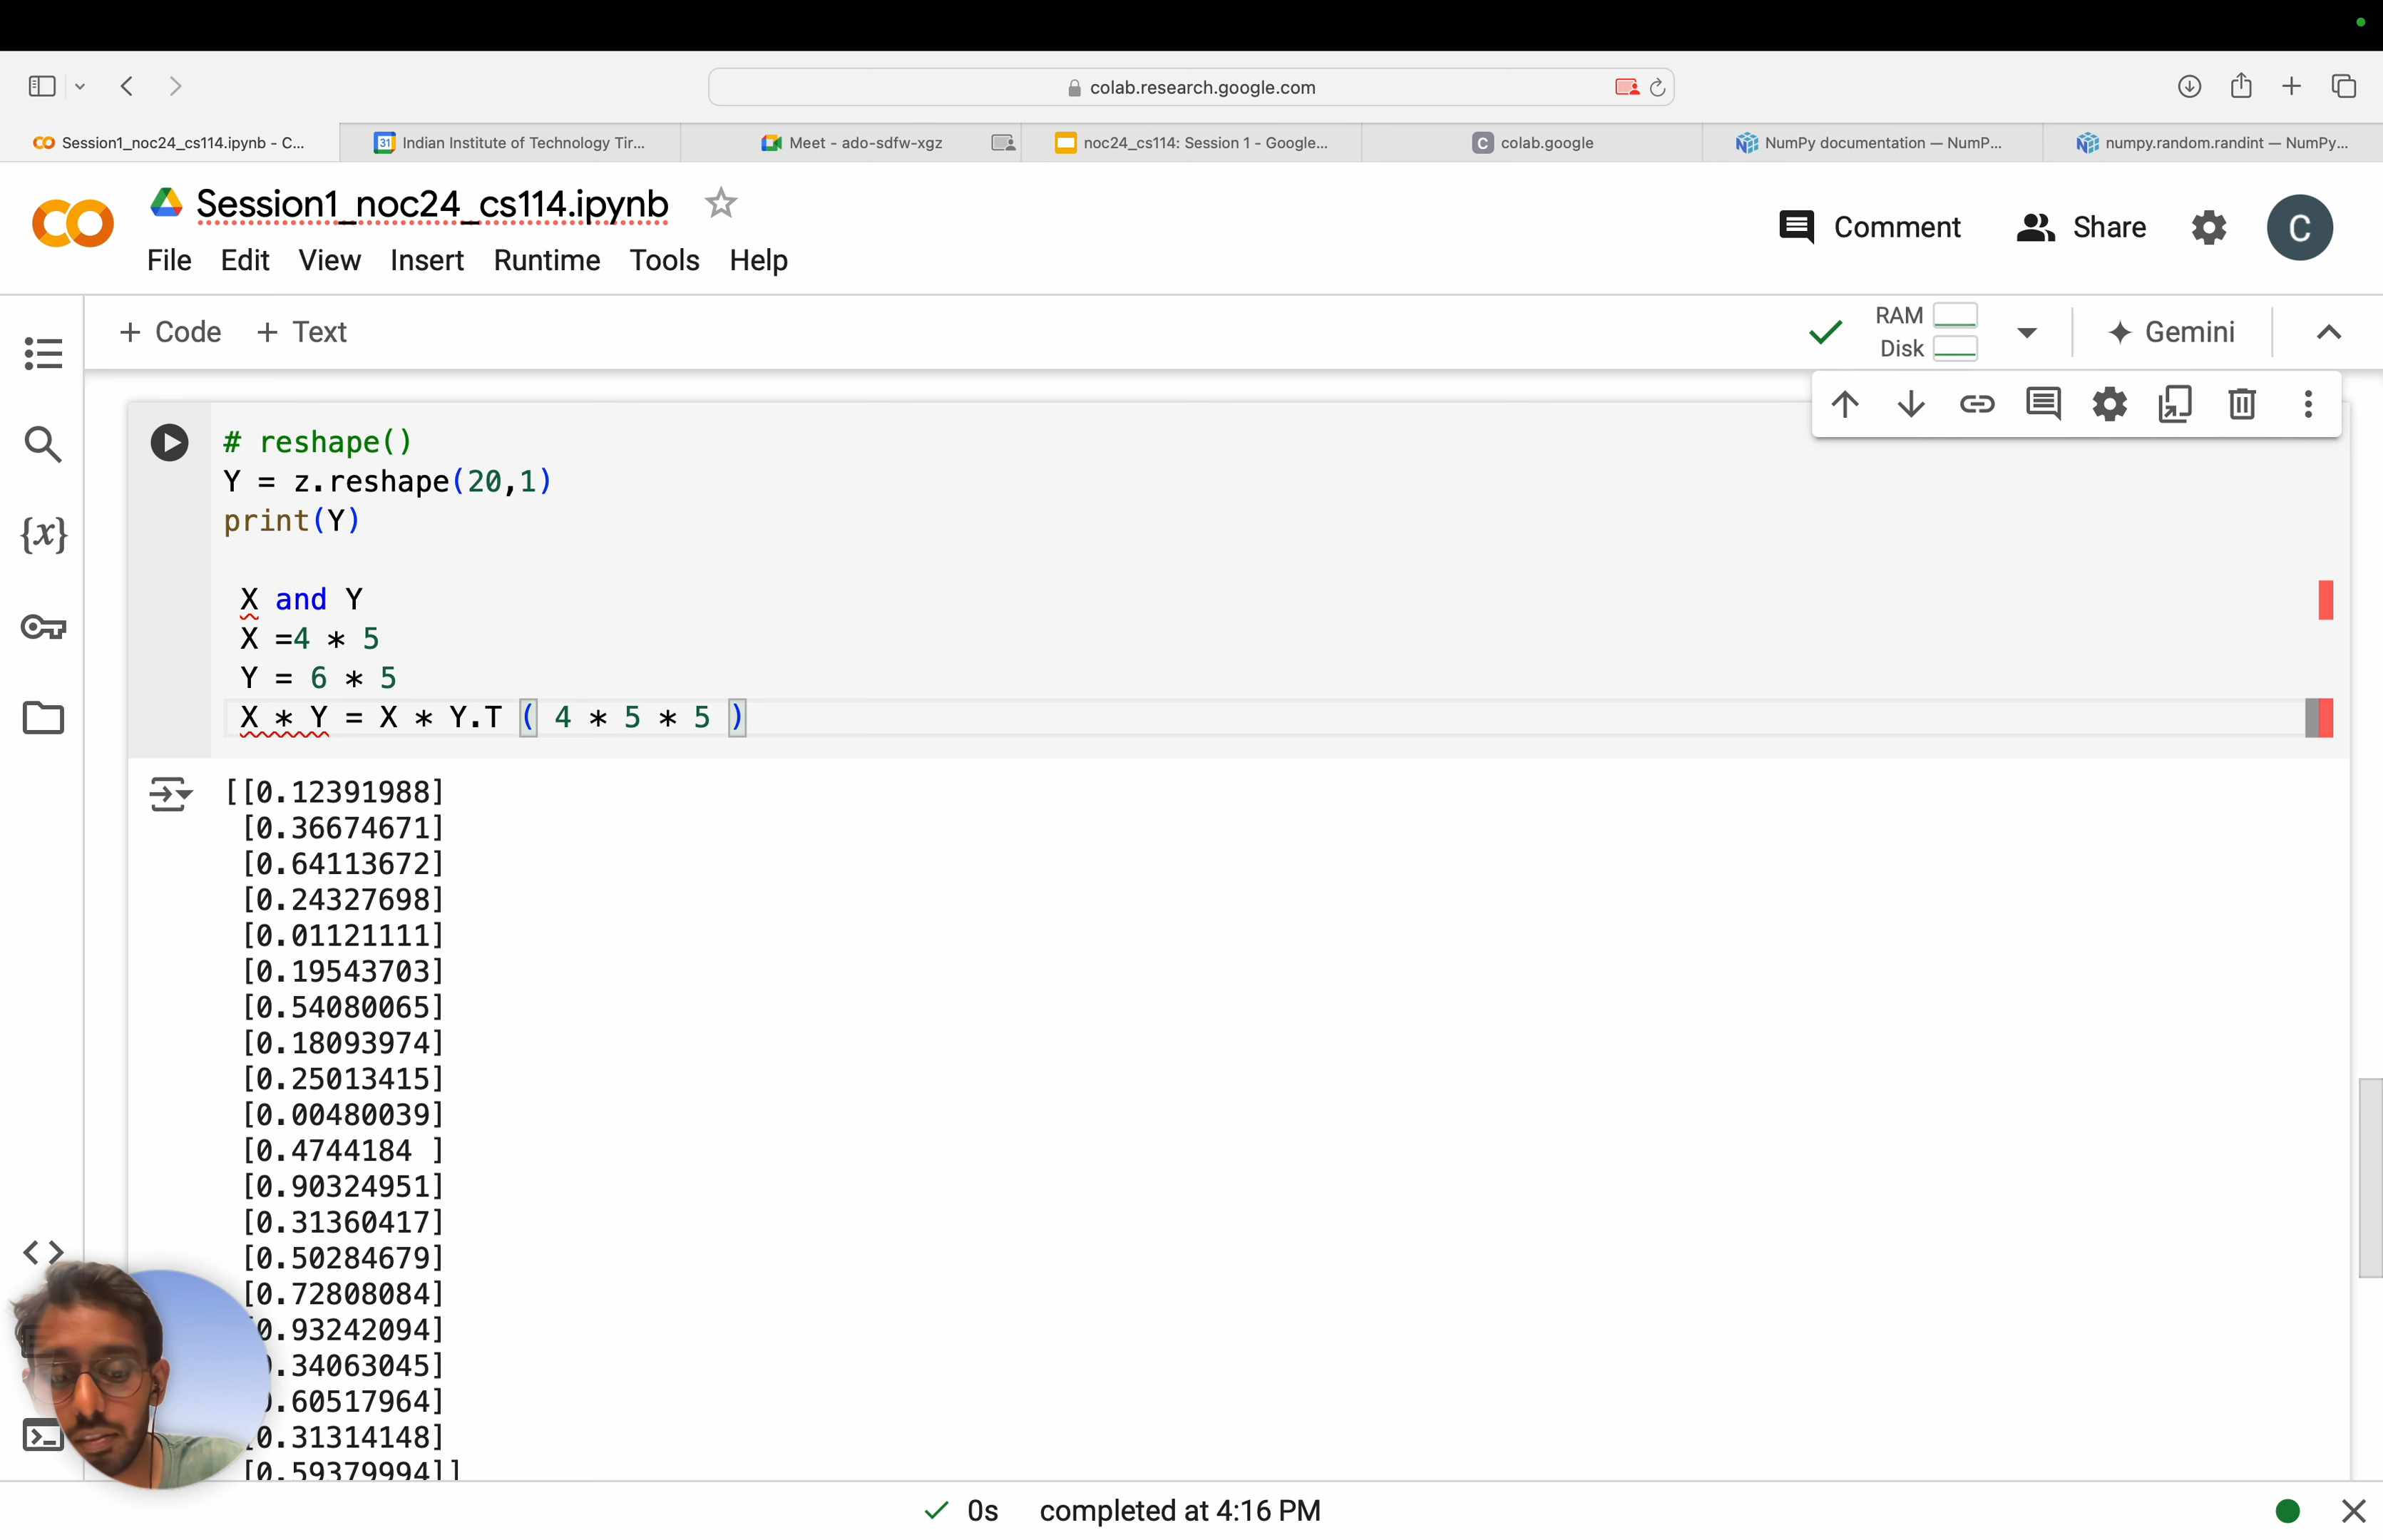 colab.research.google.com
Session1_noc24_cs114.ipynb - C...
31 Indian Institute of Technology Tir...
Meet - ado-sdfw-xgz
noc24_cs114: Session 1 - Google...
C colab.google
NumPy documentation — NumP...
numpy.random.randint — NumPy...
Session1_noc24_cs114.ipynb
Comment
Share
C
File Edit View Insert Runtime Tools Help
+ Code + Text
RAM
Disk
Gemini
# reshape()
Y = z.reshape(20,1)
print(Y)
{x}
X and Y
X =4 * 5
Y = 6 * 5
X * Y = X * Y.T ( 4 * 5 * 5 )
[[0.12391988]
[0.36674671]
[0.64113672]
[0.24327698]
[0.01121111]
[0.19543703]
[0.54080065]
[0.18093974]
[0.25013415]
[0.00480039]
[0.4744184 ]
[0.90324951]
[0.31360417]
[0.50284679]
[0.72808084]
0.93242094]
.34063045]
.60517964]
0.31314148]
[0.59379994]]
0s completed at 4:16 PM